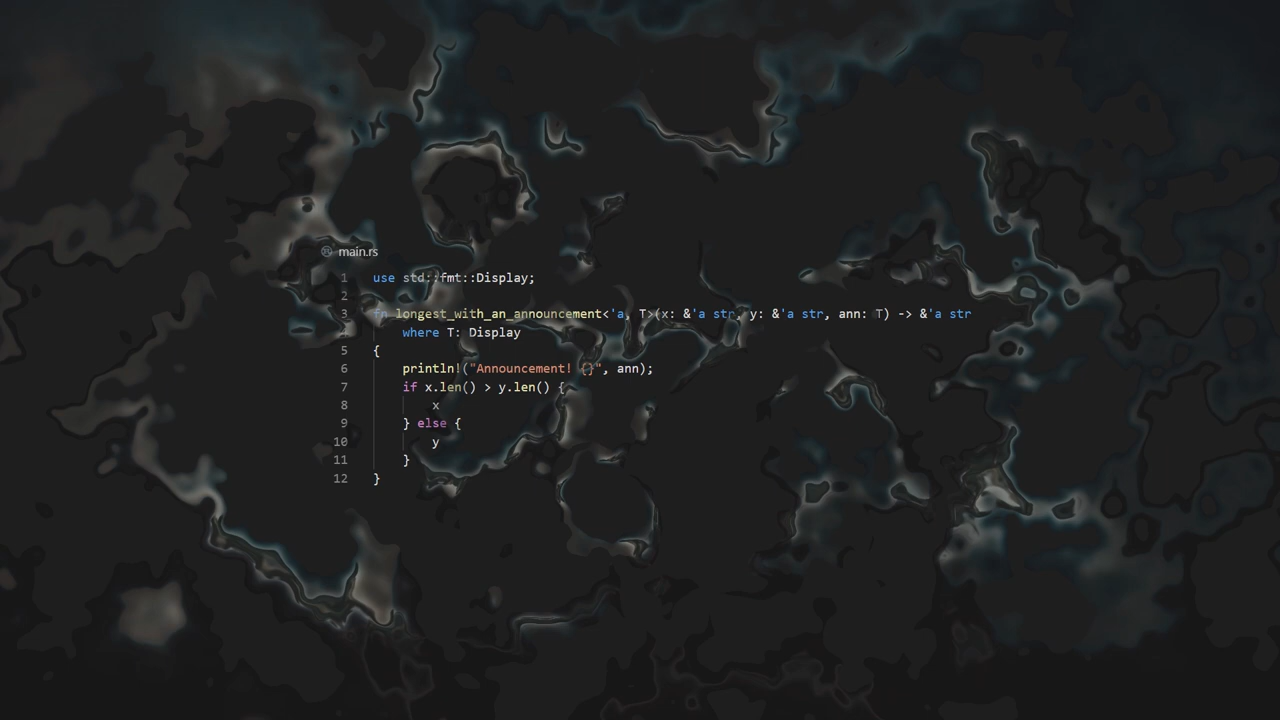 main.rs
1 use std::fmt::Display;
2
3 fn longest_with_an_announcement<'a, T>(x: &'a str, y: &'a str, ann: T) -> &'a str
where T: Display
5 {
6 println!("Announcement! {}", ann);
7 if x.len() > y.len() {
8 x
9 } else {
10 y
11 }
12 }